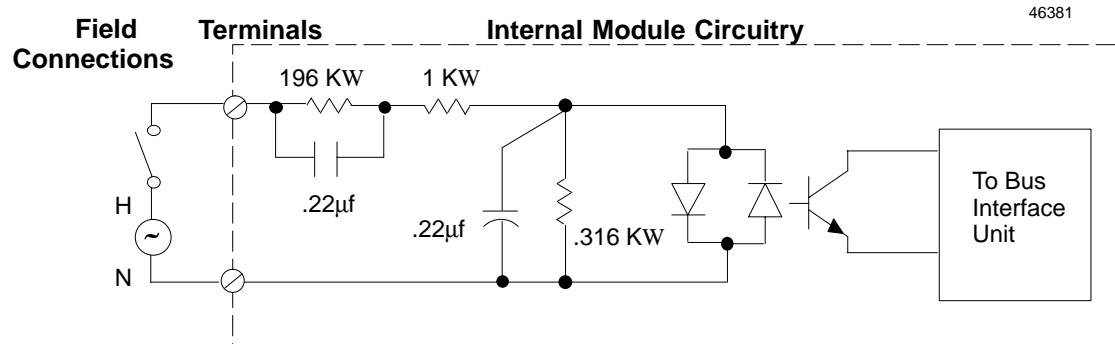 46381
Field Connections
Terminals
Internal Module Circuitry
196 KW
1 KW
.22µf
.22µf
.316 KW
H
~
N
To Bus
Interface
Unit